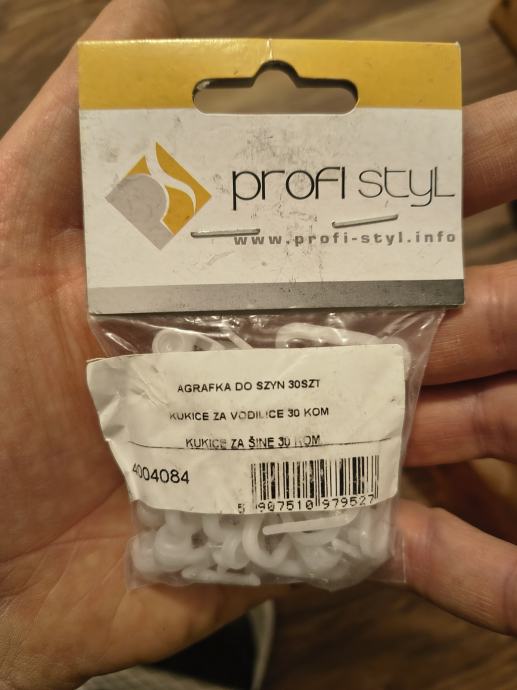 profi styl
www.profi-styl.info
AGRAFKA DO SZYN 30SZT
KUKICE ZA VODILICE 30 KOM
KUKICE ZA ŠINE 30 KOM
4004084
5 907510 979527